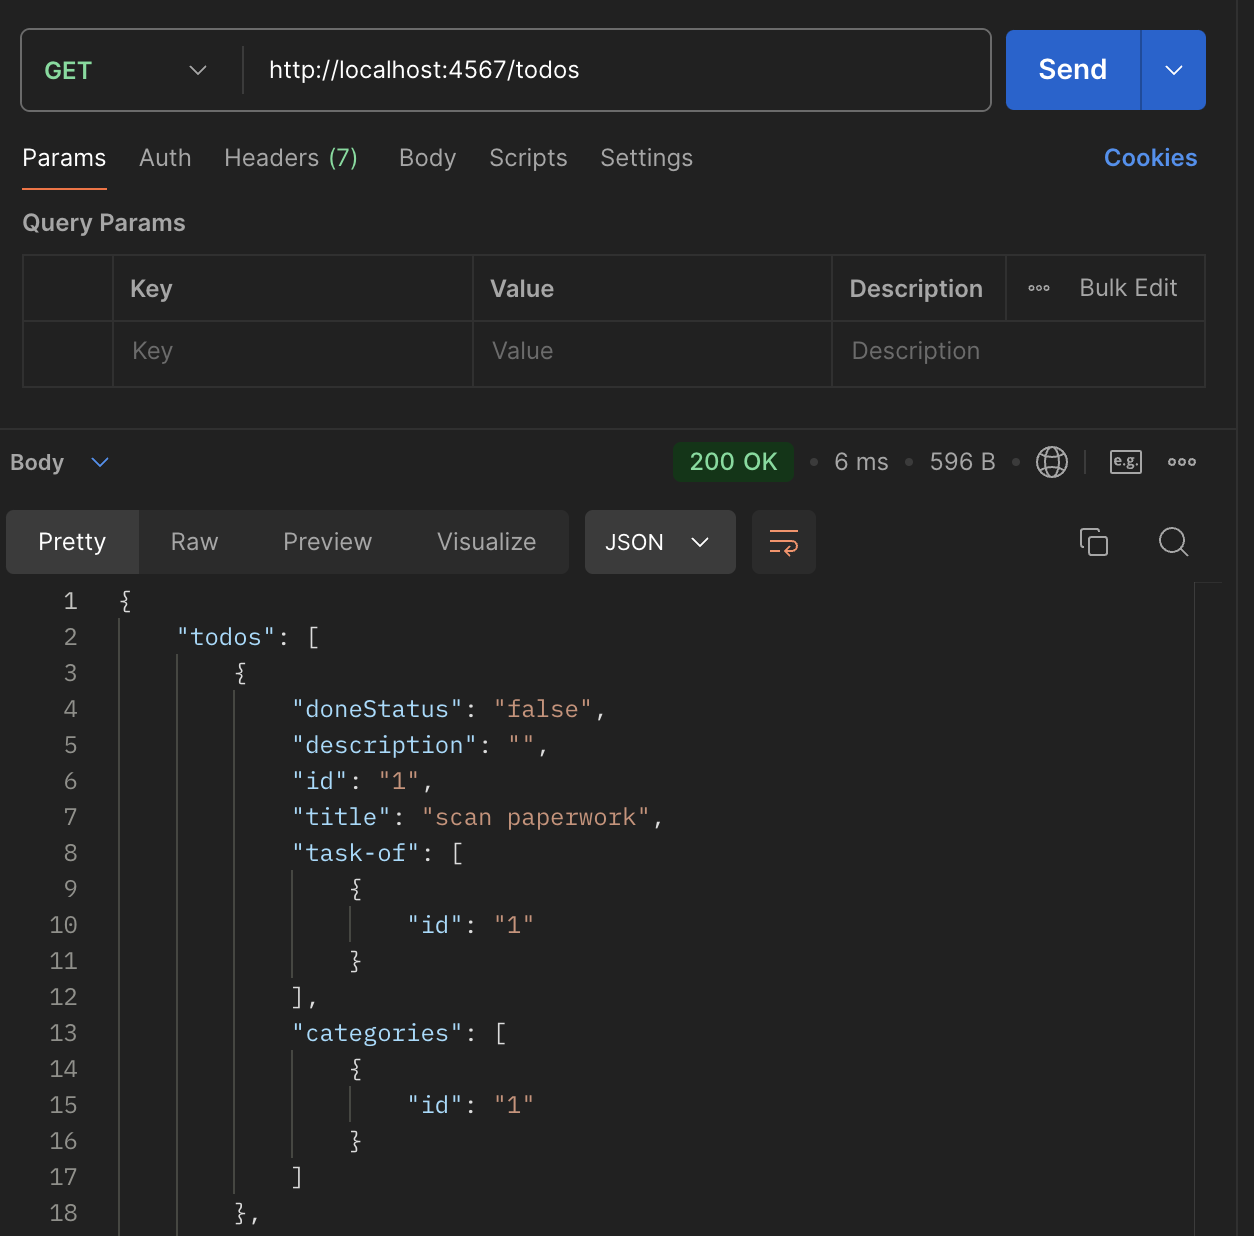 GET http://localhost:4567/todos Send
Params Auth Headers (7) Body Scripts Settings Cookies
Query Params
Key Value Description Bulk Edit
Key Value Description
Body 200 OK • 6 ms • 596 B • e.g.
Pretty Raw Preview Visualize JSON
1 {
2 "todos": [
3 {
4 "doneStatus": "false",
5 "description": "",
6 "id": "1",
7 "title": "scan paperwork",
8 "task-of": [
9 {
10 "id": "1"
11 }
12 ],
13 "categories": [
14 {
15 "id": "1"
16 }
17 ]
18 },